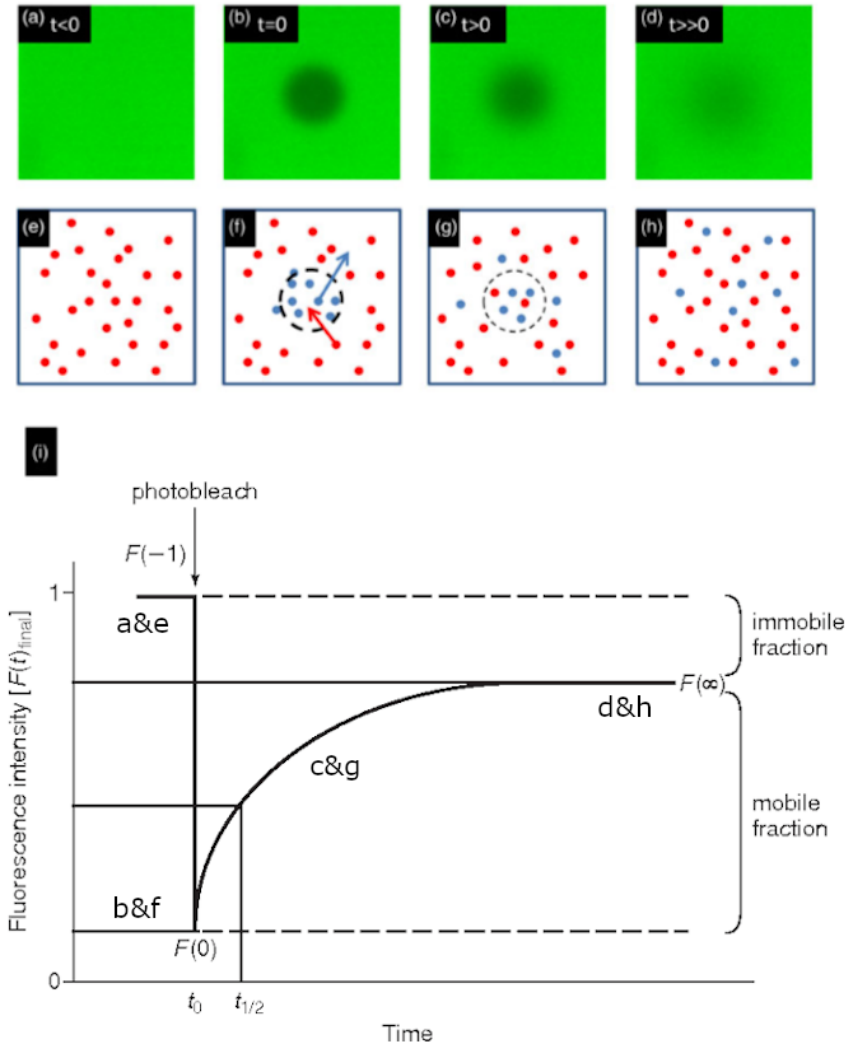 (a) t<0
(b) t=0
(c) t>0
(d) t>>0
(e)
(f)
(g)
(h)
(i)
photobleach
F(−1)
1
a&e
immobile
fraction
F(∞)
d&h
c&g
mobile
fraction
b&f
F(0)
0
t0
t1/2
Time
Fluorescence intensity [F(t)final]